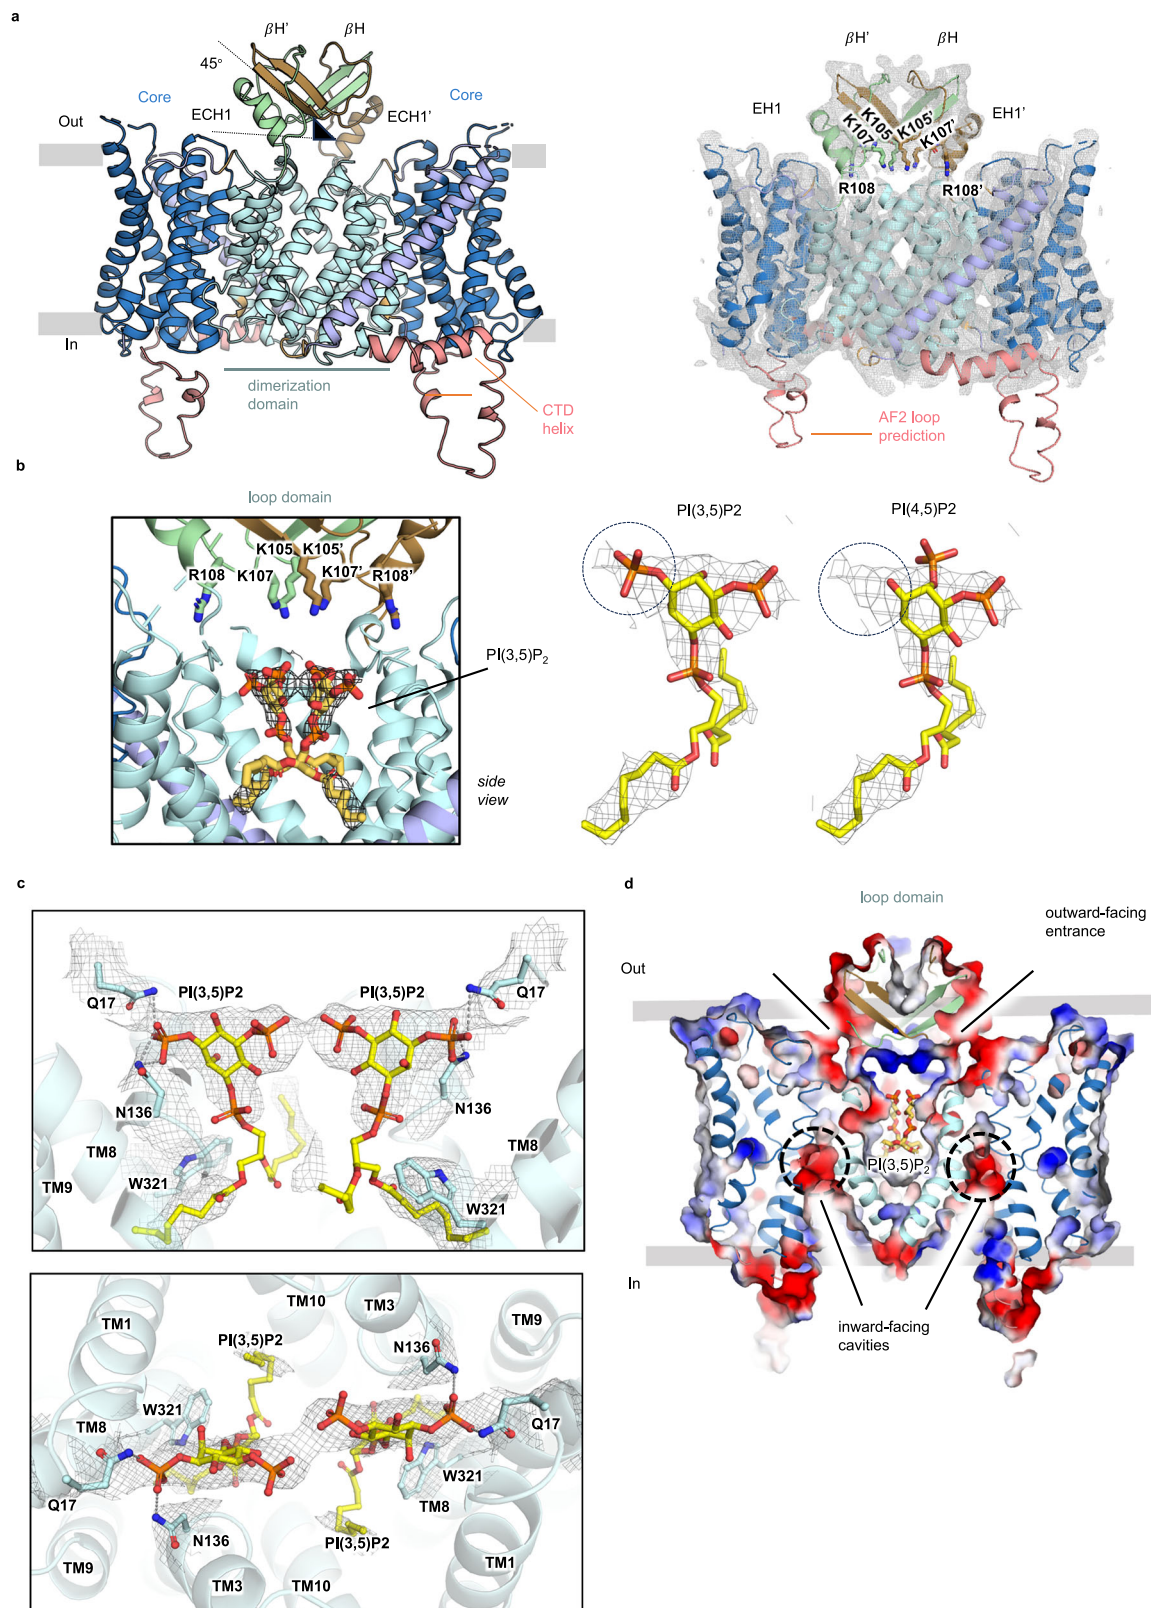 a
βH’ βH
45°
Core
ECH1
ECH1’
Core
Out
In
dimerization
domain
CTD
helix
βH’ βH
EH1
EH1’
K105
K107
K105’
K107’
R108
R108’
AF2 loop
prediction
b
loop domain
K105 K105’
R108 K107 K107’ R108’
PI(3,5)P2
side
view
PI(3,5)P2
PI(4,5)P2
c
Q17
PI(3,5)P2
PI(3,5)P2
Q17
N136
N136
TM8
TM8
TM9
W321
W321
TM10
TM3
TM9
TM1
PI(3,5)P2
N136
W321
Q17
TM8
W321
TM8
Q17
N136
PI(3,5)P2
TM9
TM1
TM3
TM10
d
loop domain
outward-facing
entrance
Out
PI(3,5)P2
In
inward-facing
cavities